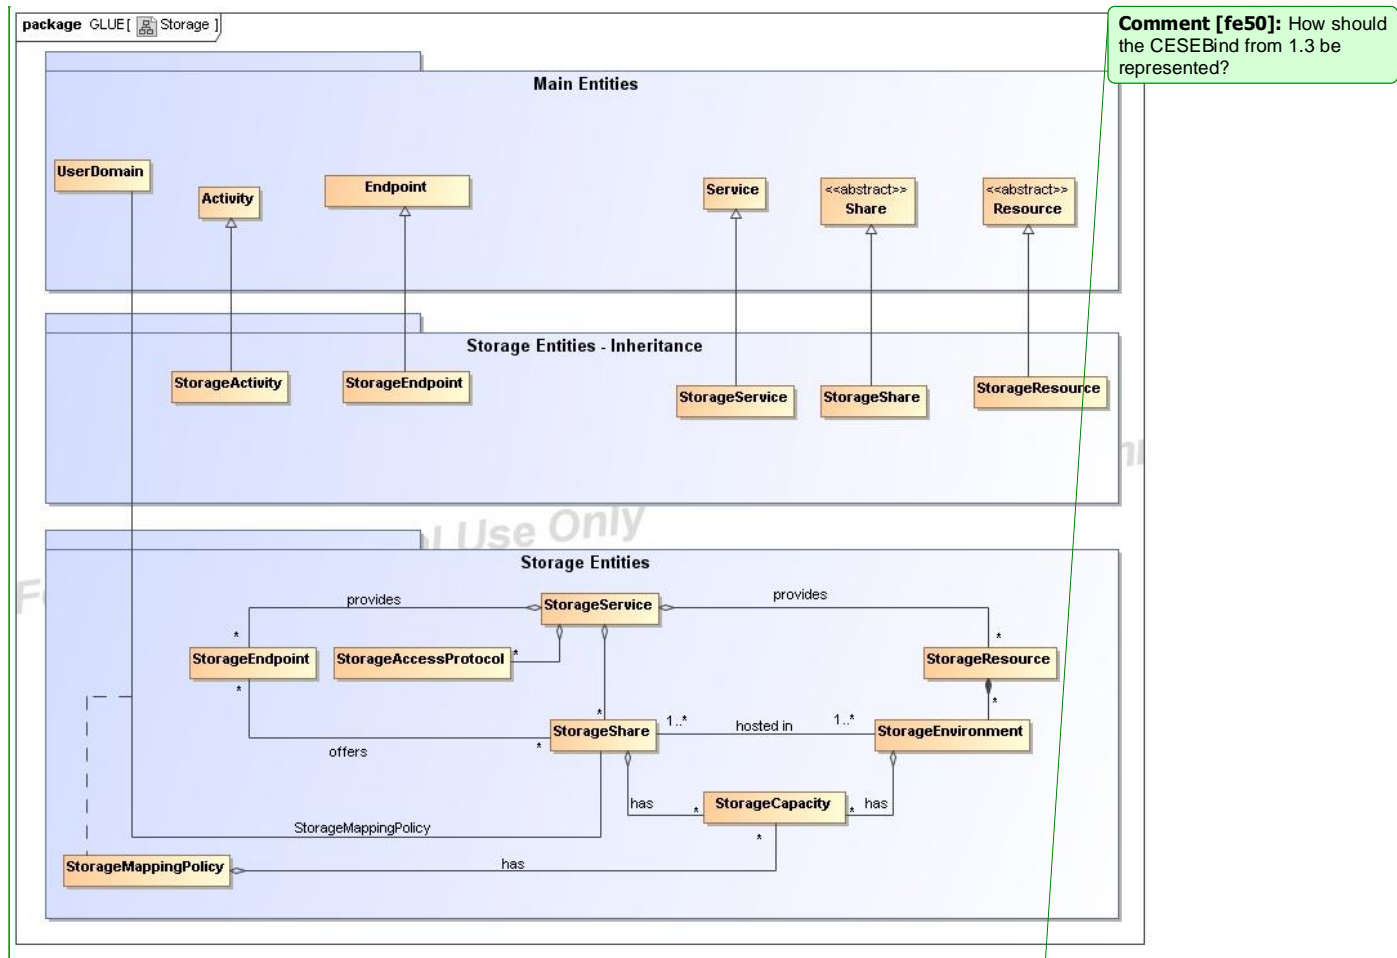 package GLUE[ Storage ]
Comment [fe50]: How should
the CESEBind from 1.3 be
represented?
Main Entities
UserDomain
Activity
Endpoint
Service
<<abstract>>
Share
<<abstract>>
Resource
Storage Entities - Inheritance
StorageActivity
StorageEndpoint
StorageService
StorageShare
StorageResource
Use Only
Storage Entities
provides
StorageService
provides
*
*
StorageEndpoint
StorageAccessProtocol
*
StorageResource
*
*
*
StorageShare
1..*
hosted in
1..*
StorageEnvironment
offers
*
has
*
StorageCapacity
*
has
StorageMappingPolicy
*
StorageMappingPolicy
has